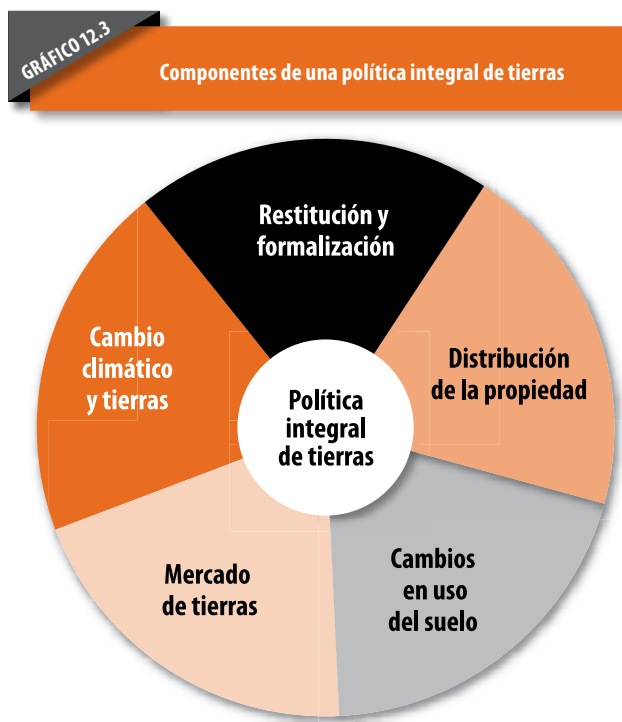 GRÁFICO 12.3
Componentes de una política integral de tierras
Restitución y
formalización
Cambio
climático
y tierras
Distribución
de la propiedad
Política
integral
de tierras
Mercado
de tierras
Cambios
en uso
del suelo